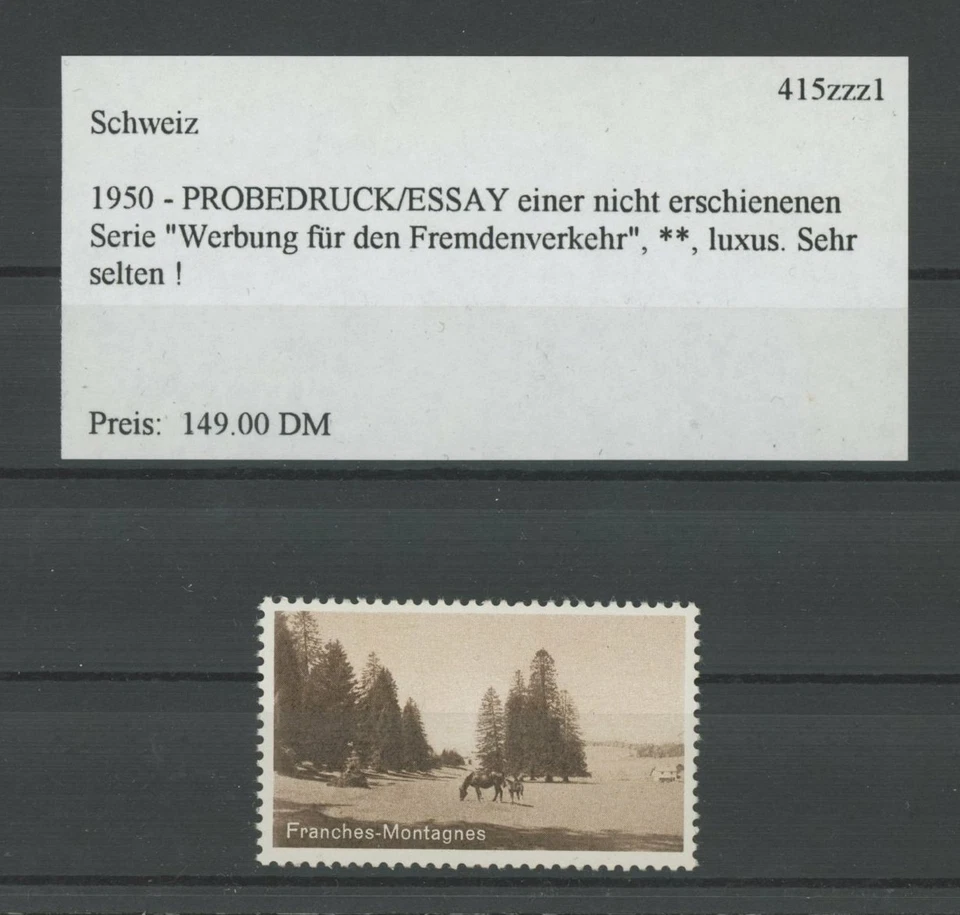 415zzz1
Schweiz
1950 - PROBEDRUCK/ESSAY einer nicht erschienenen
Serie "Werbung für den Fremdenverkehr", **, luxus. Sehr
selten !
Preis: 149.00 DM
Franches-Montagnes